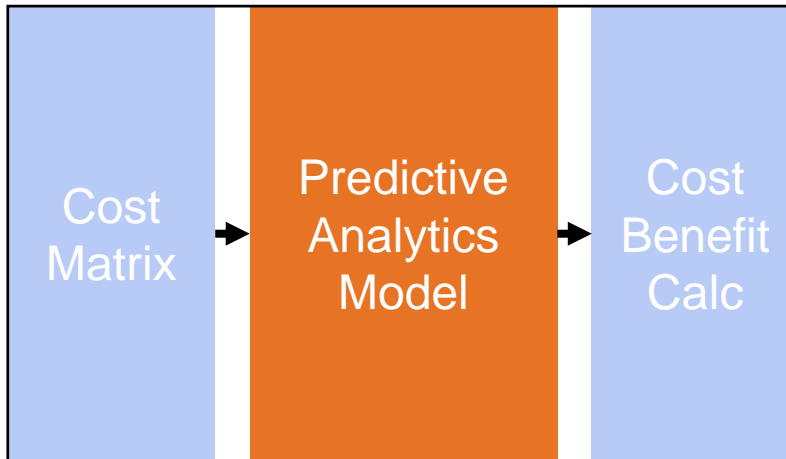 Cost
Matrix
Predictive
Analytics
Model
Cost
Benefit
Calc